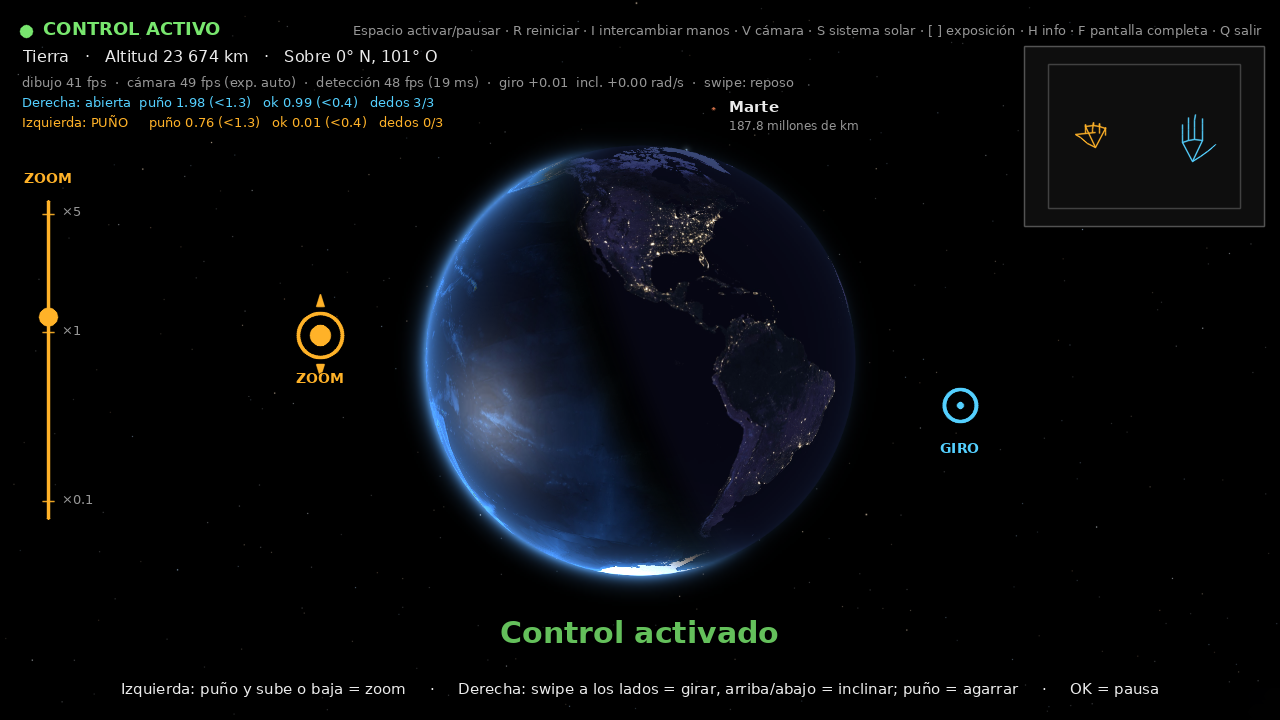 CONTROL ACTIVO
Espacio activar/pausar · R reiniciar · I intercambiar manos · V cámara · S sistema solar · [ ] exposición · H info · F pantalla completa · Q salir
Tierra · Altitud 23 674 km · Sobre 0° N, 101° O
dibujo 41 fps · cámara 49 fps (exp. auto) · detección 48 fps (19 ms) · giro +0.01 incl. +0.00 rad/s · swipe: reposo
Derecha: abierta puño 1.98 (<1.3) ok 0.99 (<0.4) dedos 3/3
Izquierda: PUÑO puño 0.76 (<1.3) ok 0.01 (<0.4) dedos 0/3
Marte
187.8 millones de km
ZOOM
×5
×1
×0.1
ZOOM
GIRO
Control activado
Izquierda: puño y sube o baja = zoom · Derecha: swipe a los lados = girar, arriba/abajo = inclinar; puño = agarrar · OK = pausa